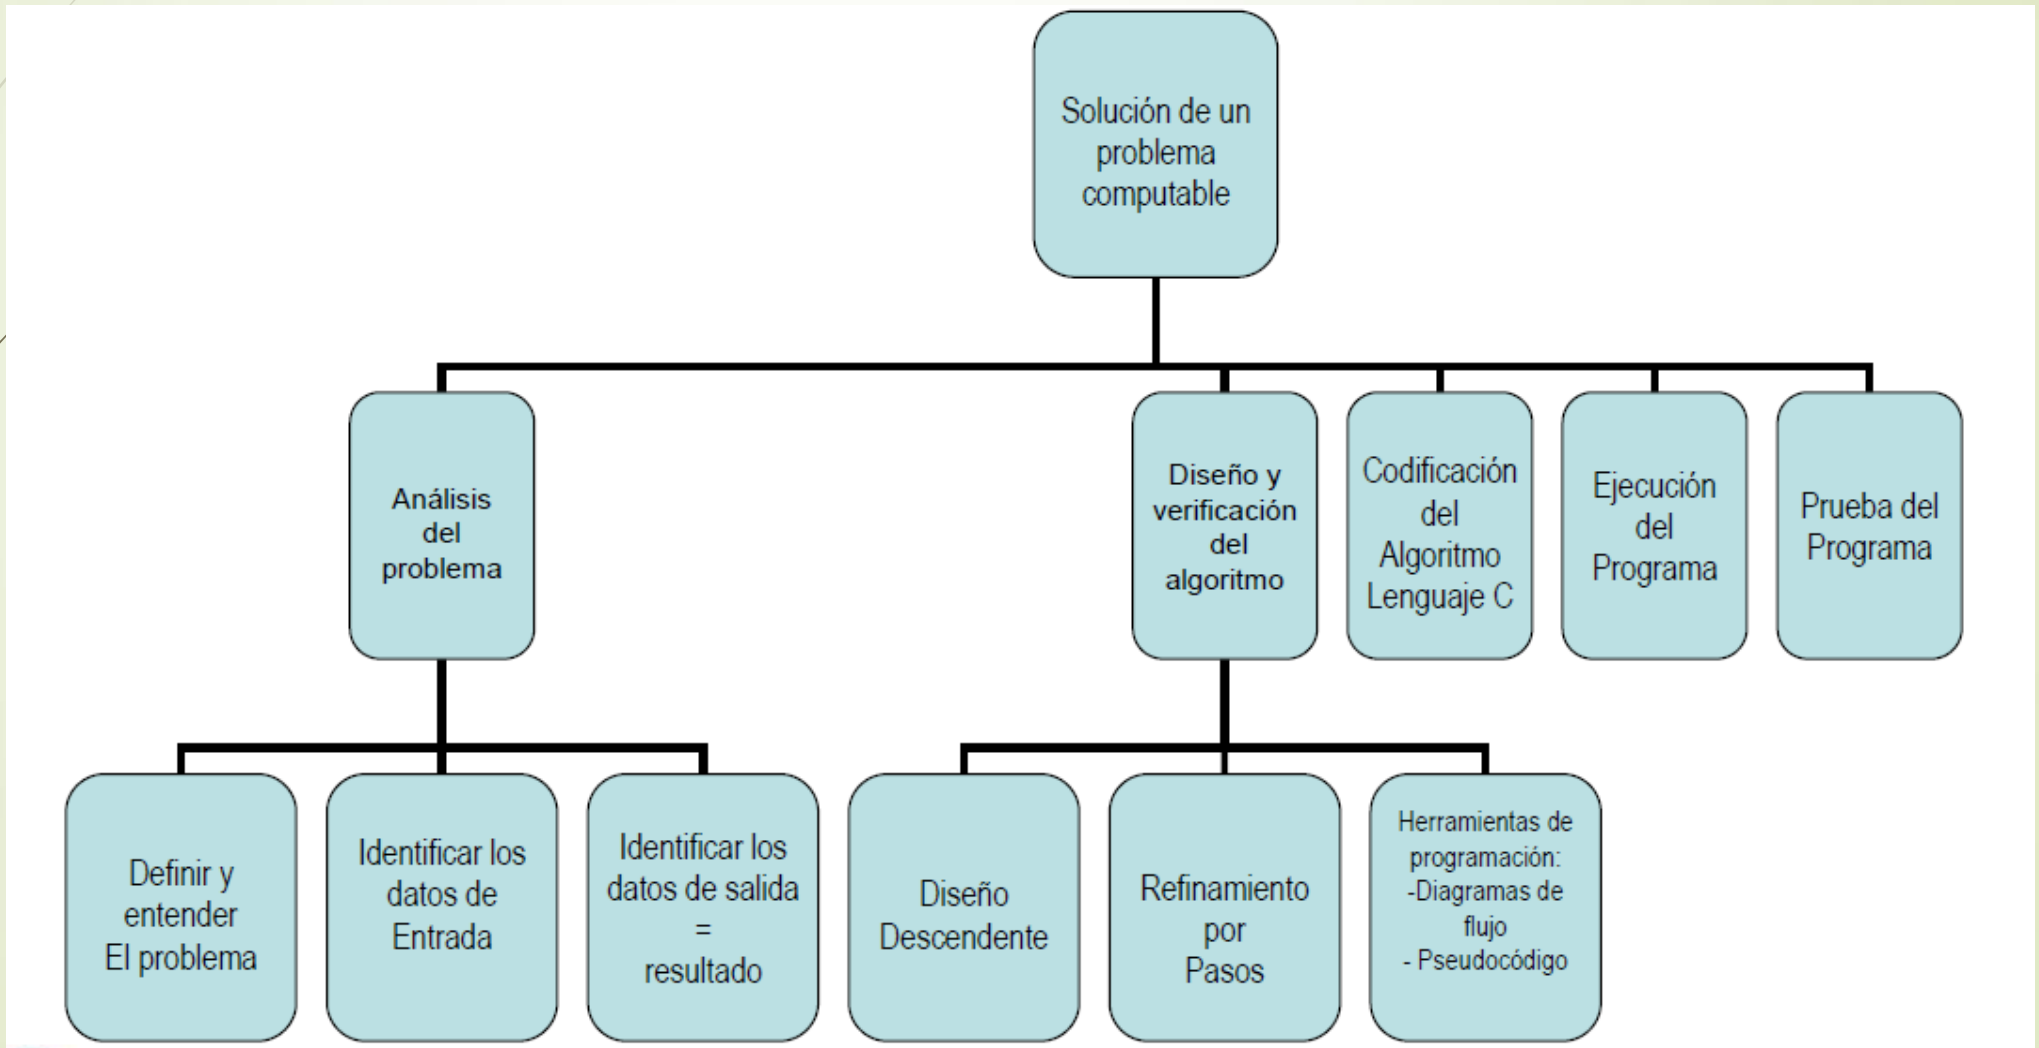 Solución de un
problema
computable
Análisis
del
problema
Diseño y
verificación
del
algoritmo
Codificación
del
Algoritmo
Lenguaje C
Ejecución
del
Programa
Prueba del
Programa
Definir y
entender
El problema
Identificar los
datos de
Entrada
Identificar los
datos de salida
=
resultado
Diseño
Descendente
Refinamiento
por
Pasos
Herramientas de
programación:
-Diagramas de
flujo
- Pseudocódigo